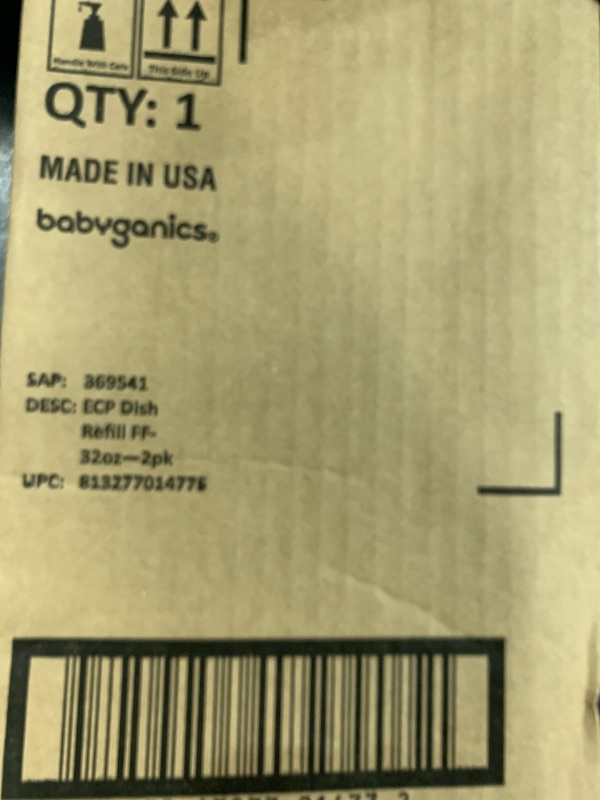 Handle With Care
This Side Up
QTY: 1
MADE IN USA
babyganics®
SAP: 369541
DESC: ECP Dish
Refill FF-
32oz—2pk
UPC: 813277014776